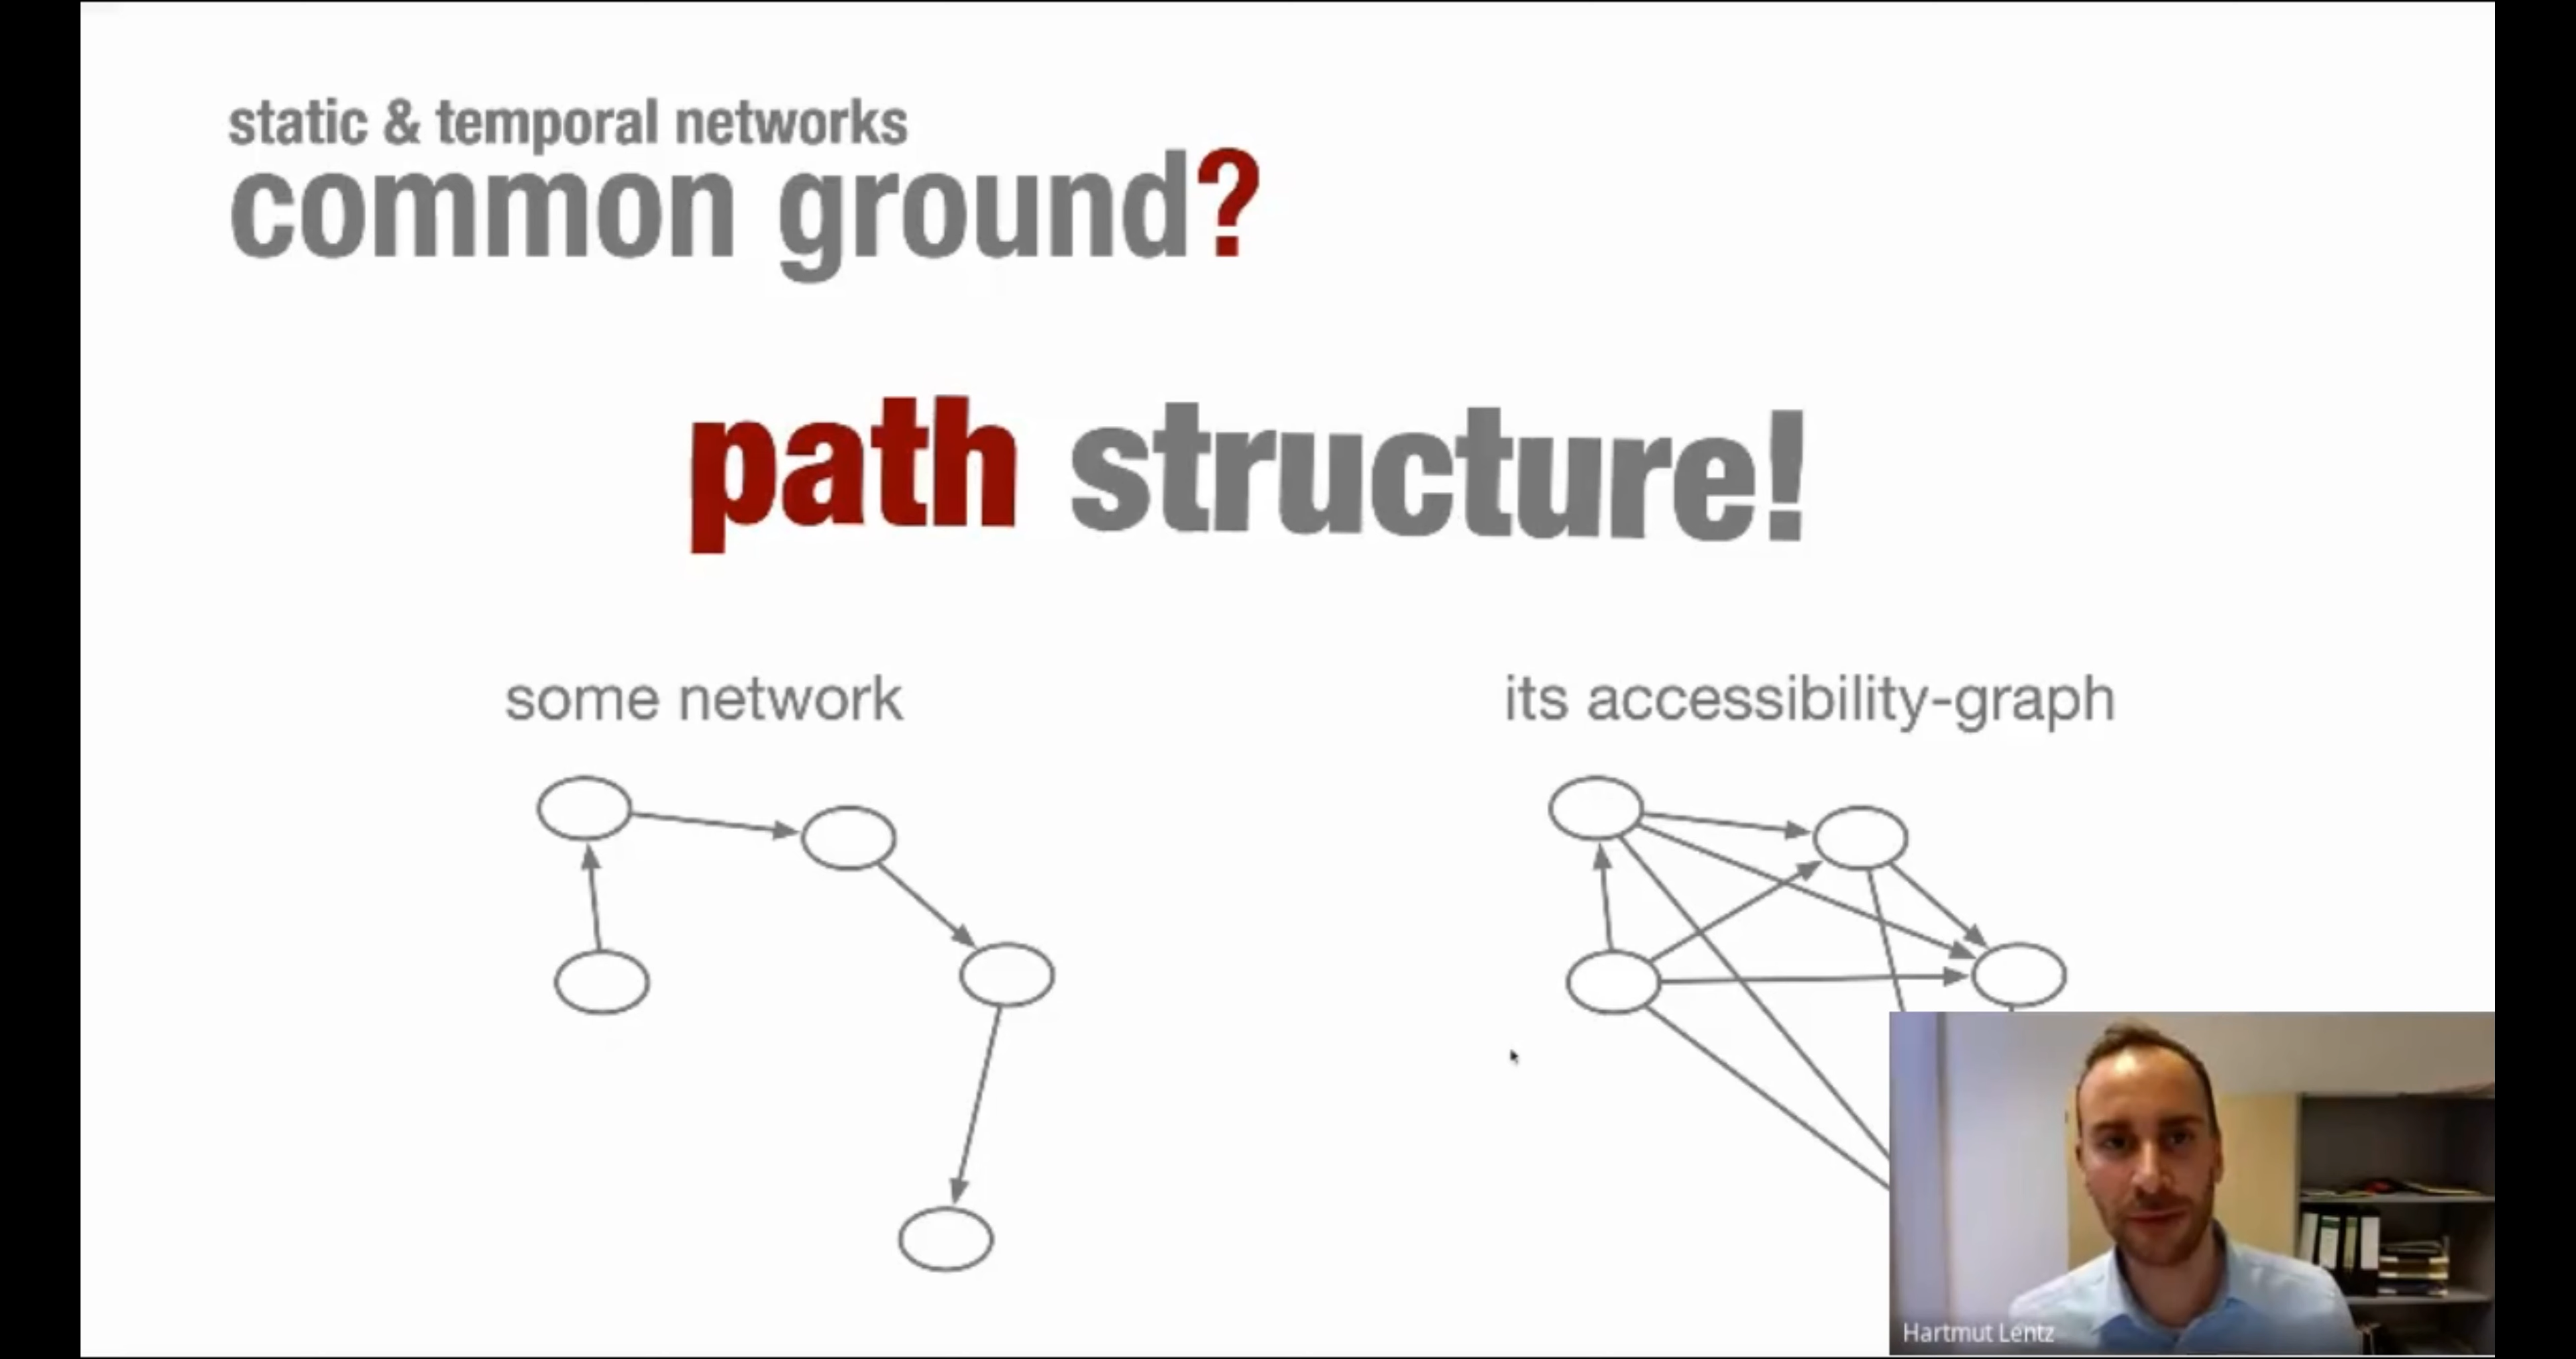 static & temporal networks
common ground?
path structure!
some network
its accessibility-graph
Hartmut Lentz